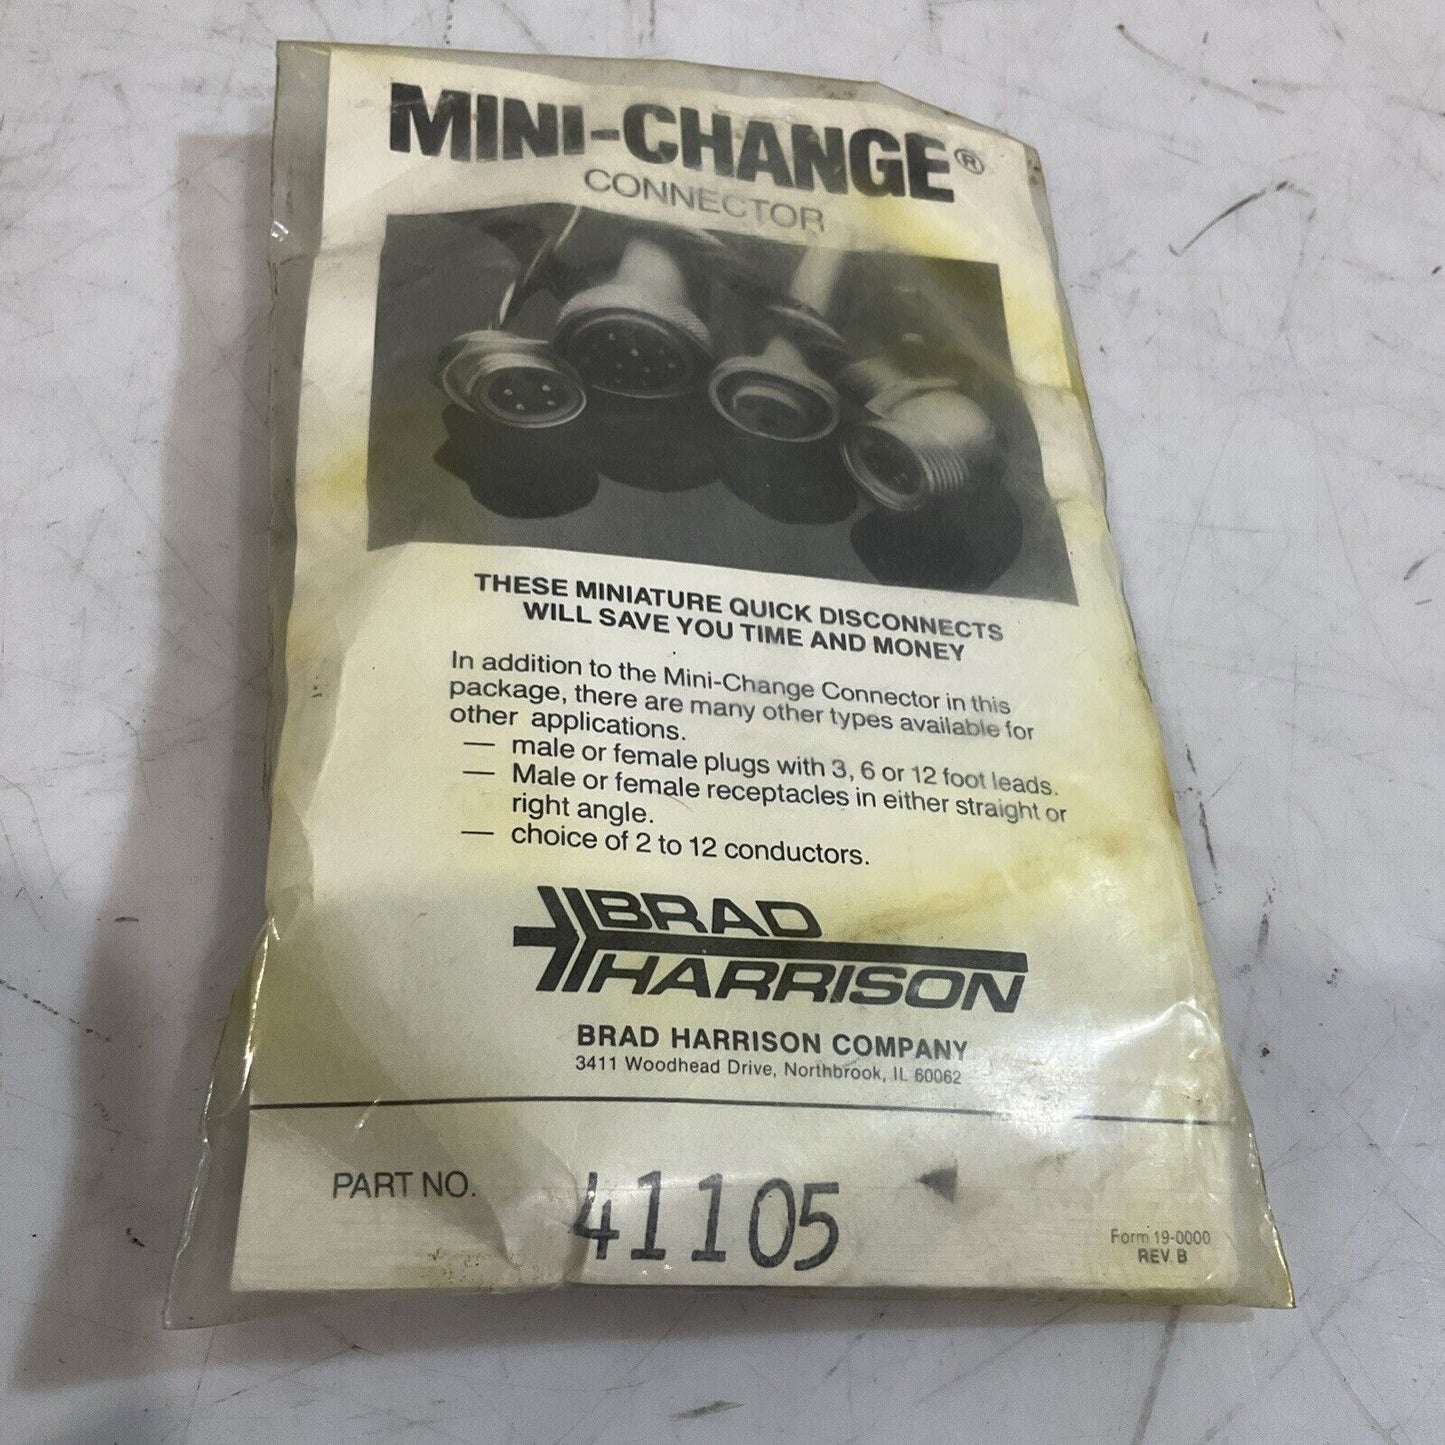 MINI-CHANGE®
CONNECTOR
THESE MINIATURE QUICK DISCONNECTS
WILL SAVE YOU TIME AND MONEY
In addition to the Mini-Change Connector in this
package, there are many other types available for
other applications.
— male or female plugs with 3, 6 or 12 foot leads.
— Male or female receptacles in either straight or
right angle.
— choice of 2 to 12 conductors.
BRAD
HARRISON
BRAD HARRISON COMPANY
3411 Woodhead Drive, Northbrook, IL 60062
PART NO. 41105
Form 19-0000
REV. B